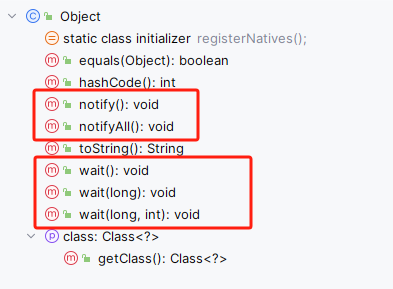 Object
static class initializer registerNatives();
equals(Object): boolean
hashCode(): int
notify(): void
notifyAll(): void
toString(): String
wait(): void
wait(long): void
wait(long, int): void
class: Class<?>
getClass(): Class<?>